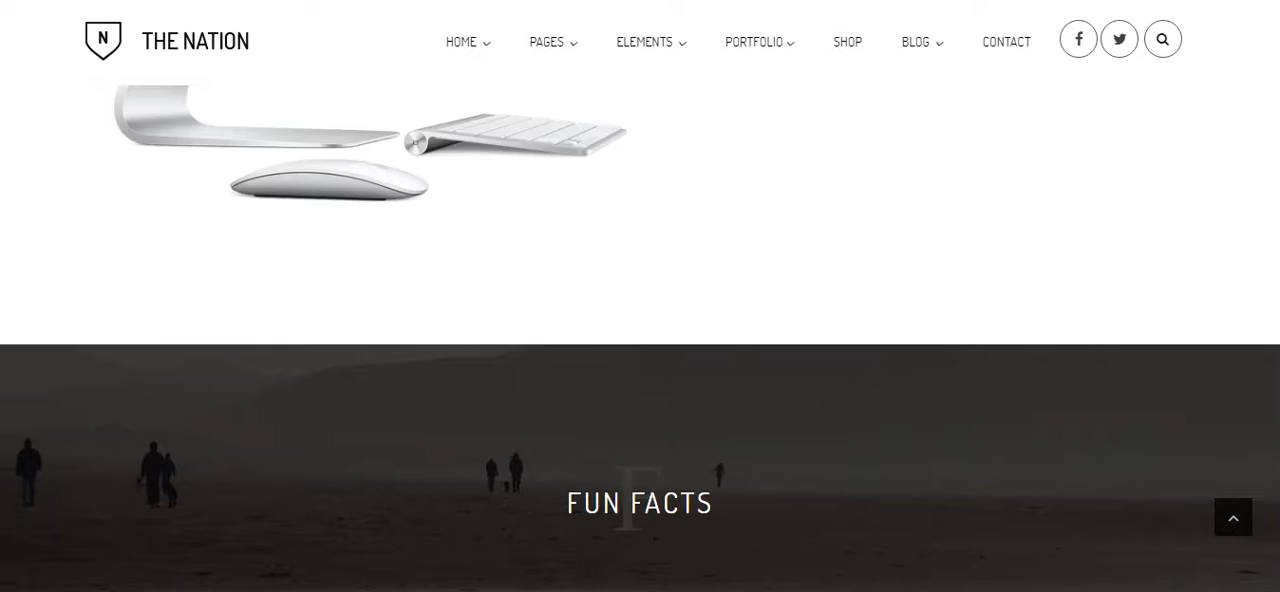 N THE NATION HOME PAGES ELEMENTS PORTFOLIO SHOP BLOG CONTACT
F
FUN FACTS